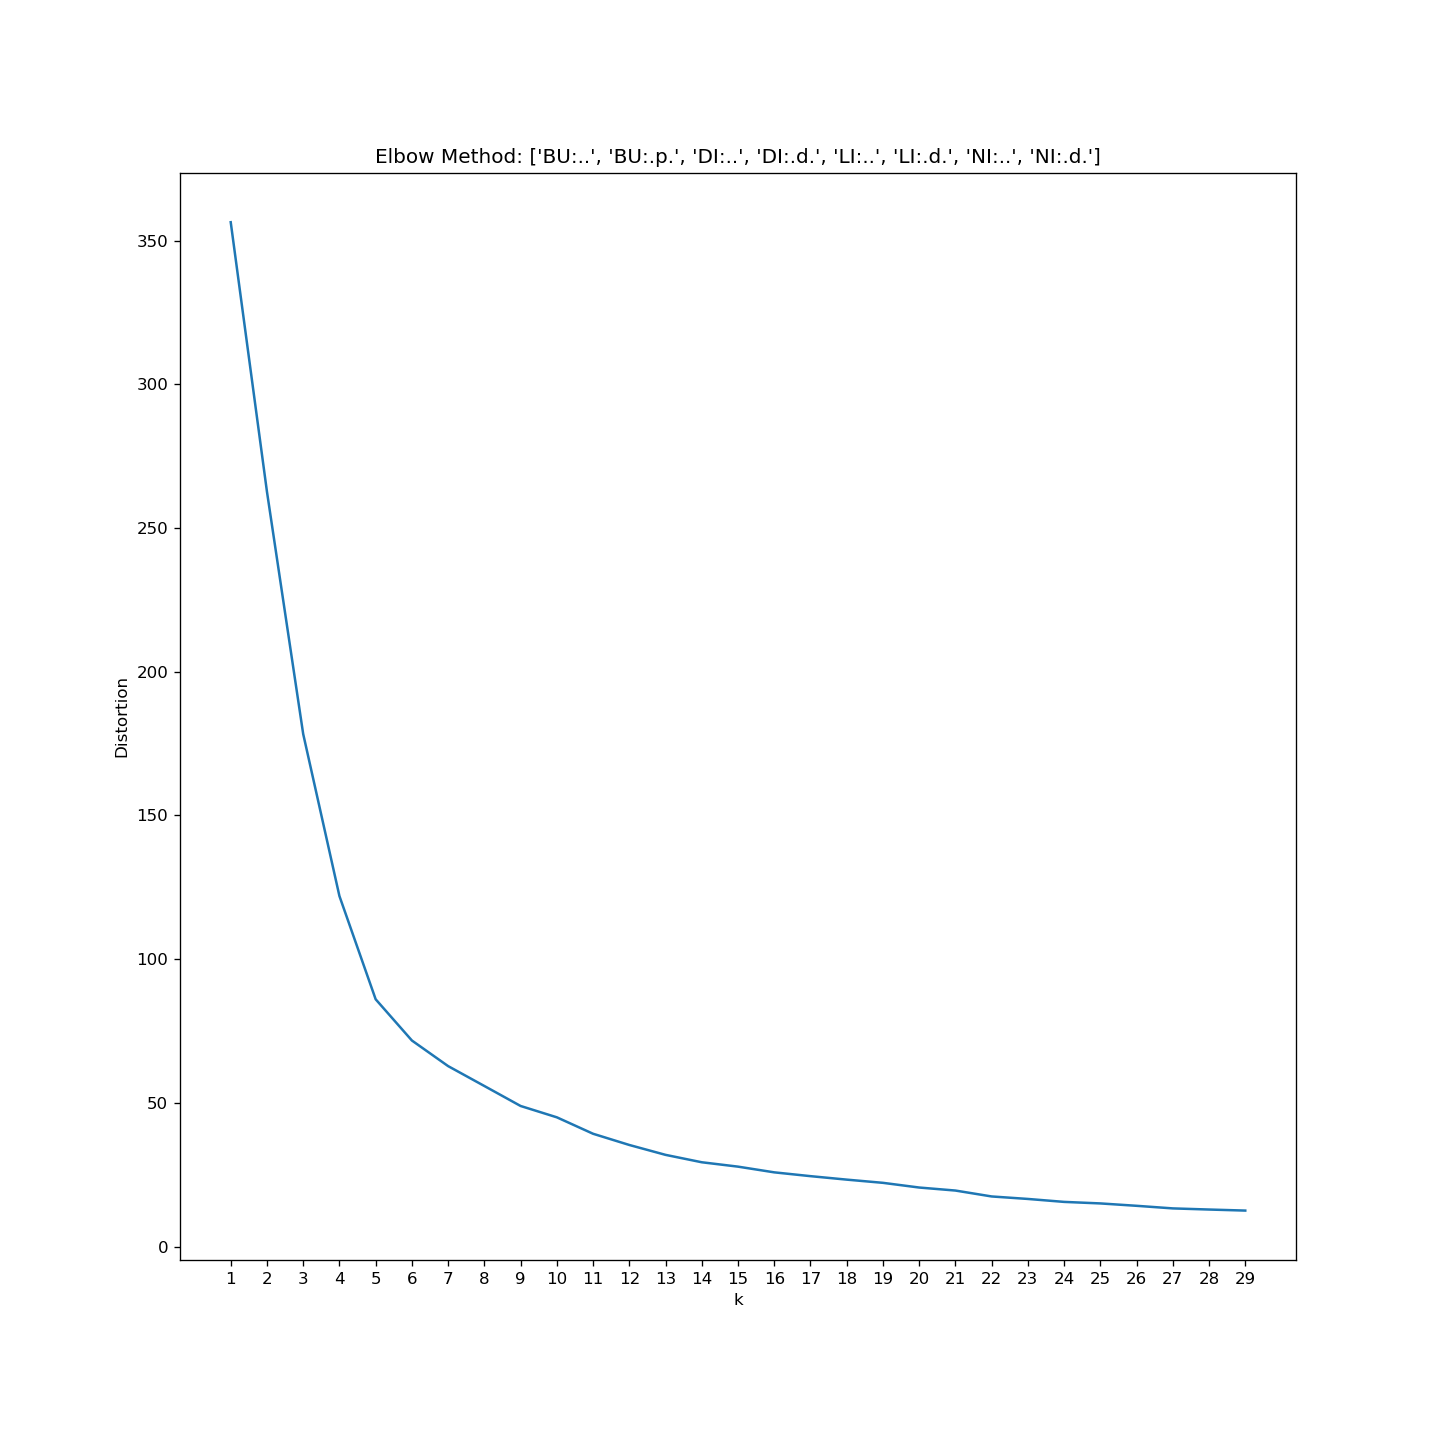 Elbow Method: ['BU:..', 'BU:.p.', 'DI:..', 'DI:.d.', 'LI:..', 'LI:.d.', 'NI:..', 'NI:.d.']
350
300
250
200
150
100
50
0
Distortion
1 2 3 4 5 6 7 8 9 10 11 12 13 14 15 16 17 18 19 20 21 22 23 24 25 26 27 28 29
k